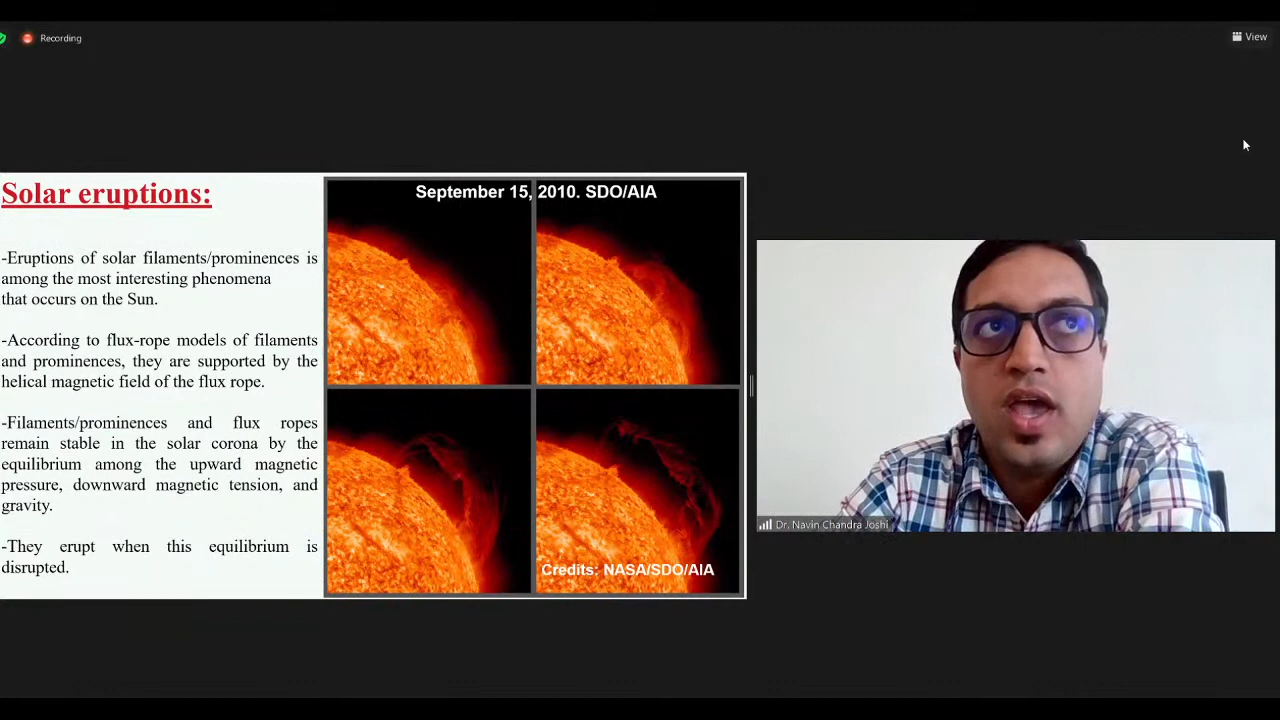 Recording
View
Solar eruptions:
September 15, 2010. SDO/AIA
-Eruptions of solar filaments/prominences is
among the most interesting phenomena
that occurs on the Sun.
-According to flux-rope models of filaments
and prominences, they are supported by the
helical magnetic field of the flux rope.
-Filaments/prominences and flux ropes
remain stable in the solar corona by the
equilibrium among the upward magnetic
pressure, downward magnetic tension, and
gravity.
-They erupt when this equilibrium is
disrupted.
Credits: NASA/SDO/AIA
Dr. Navin Chandra Joshi